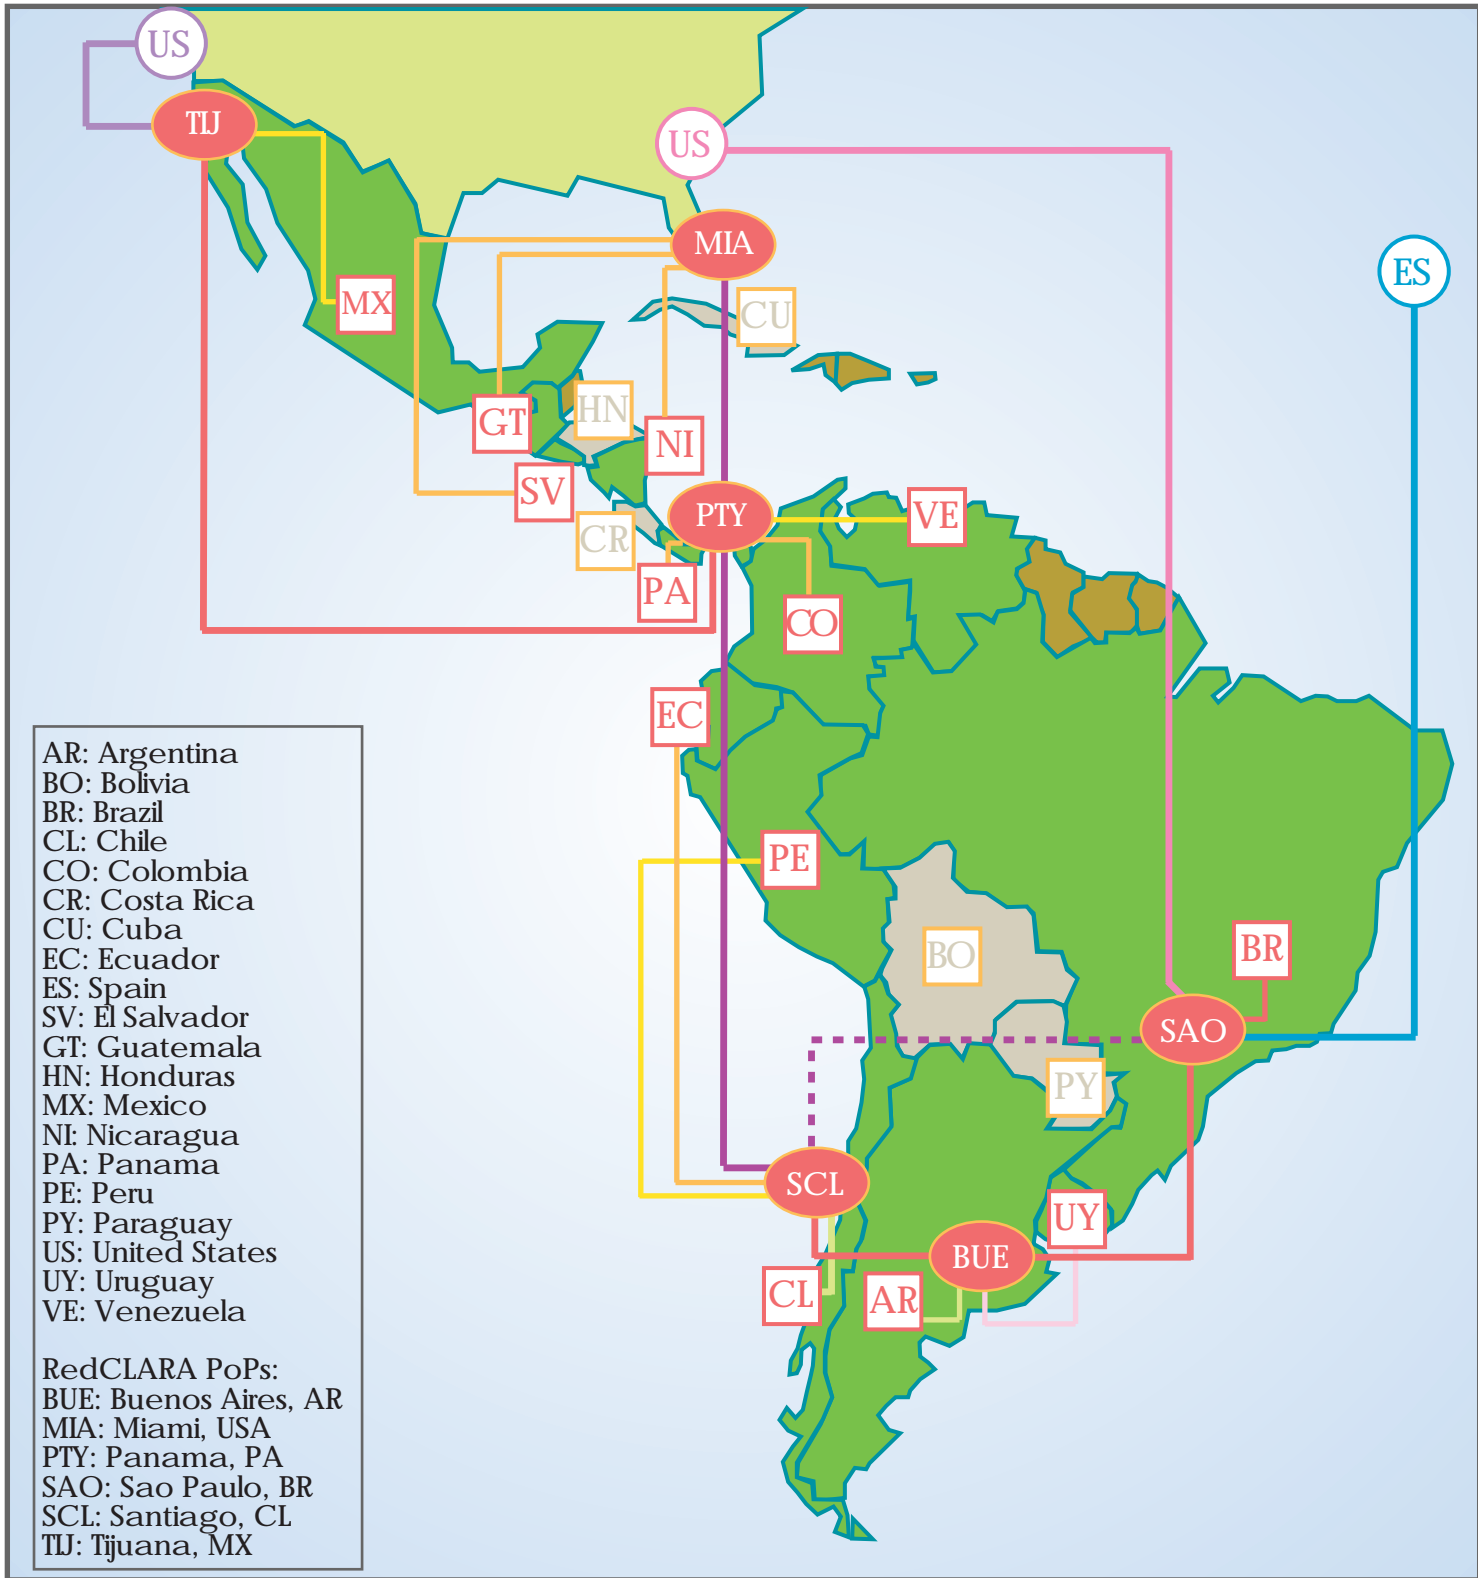 US
TIJ
US
MIA
ES
MX
CU
HN
GT
NI
SV
PTY
VE
CR
PA
CO
EC
PE
BR
BO
SAO
PY
SCL
UY
BUE
CL
AR
AR: Argentina
BO: Bolivia
BR: Brazil
CL: Chile
CO: Colombia
CR: Costa Rica
CU: Cuba
EC: Ecuador
ES: Spain
SV: El Salvador
GT: Guatemala
HN: Honduras
MX: Mexico
NI: Nicaragua
PA: Panama
PE: Peru
PY: Paraguay
US: United States
UY: Uruguay
VE: Venezuela
RedCLARA PoPs:
BUE: Buenos Aires, AR
MIA: Miami, USA
PTY: Panama, PA
SAO: Sao Paulo, BR
SCL: Santiago, CL
TIJ: Tijuana, MX